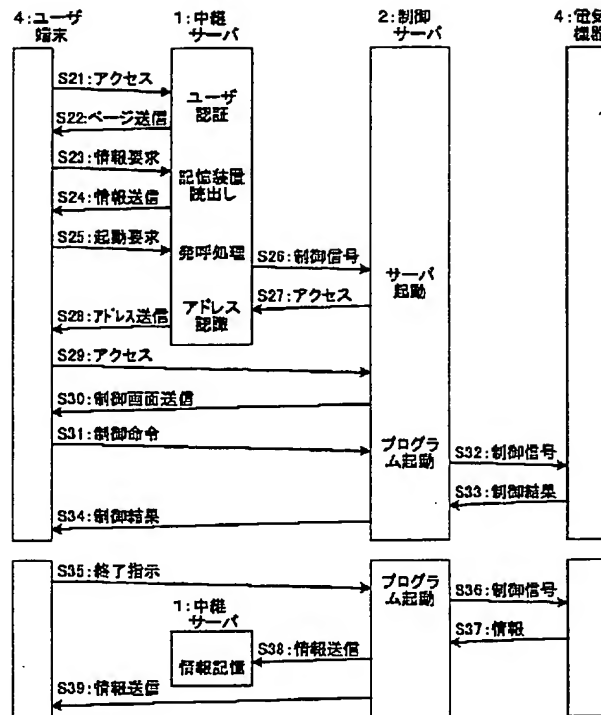 4:ユーザ
端末
1:中継
サーバ
2:制御
サーバ
4:電気
機器
S21:アクセス
ユーザ
認証
S22:ページ送信
S23:情報要求
記憶装置
読出し
S24:情報送信
S25:起動要求
発呼処理
S26:制御信号
サーバ
起動
S27:アクセス
アドレス
認識
S28:アドレス送信
S29:アクセス
S30:制御画面送信
S31:制御命令
プログラ
ム起動
S32:制御信号
S33:制御結果
S34:制御結果
S35:終了指示
プログラ
ム起動
S36:制御信号
1:中継
サーバ
S37:情報
S38:情報送信
情報記憶
S39:情報送信